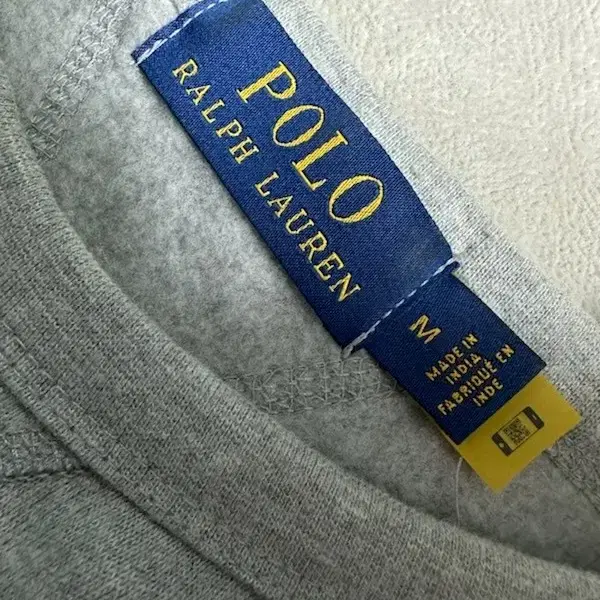 POLO
RALPH LAUREN
M
MADE IN
INDIA
FABRIQUÉ EN
INDE